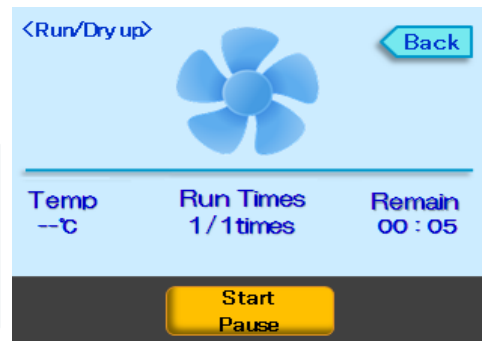 <Run/Dry up>
Back
Temp
--℃
Run Times
1/1times
Remain
00:05
Start
Pause